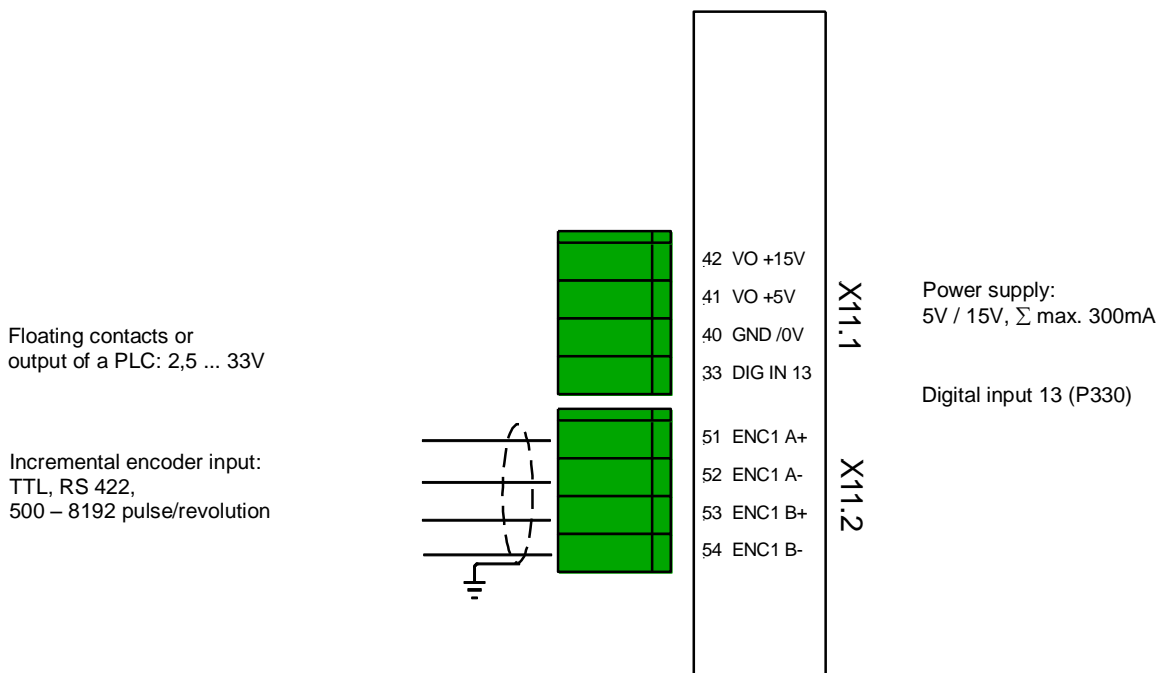 42 VO +15V
41 VO +5V
40 GND /0V
33 DIG IN 13
X11.1
Power supply:
5V / 15V, ∑ max. 300mA
Floating contacts or
output of a PLC: 2,5 ... 33V
Digital input 13 (P330)
51 ENC1 A+
52 ENC1 A-
53 ENC1 B+
54 ENC1 B-
X11.2
Incremental encoder input:
TTL, RS 422,
500 – 8192 pulse/revolution